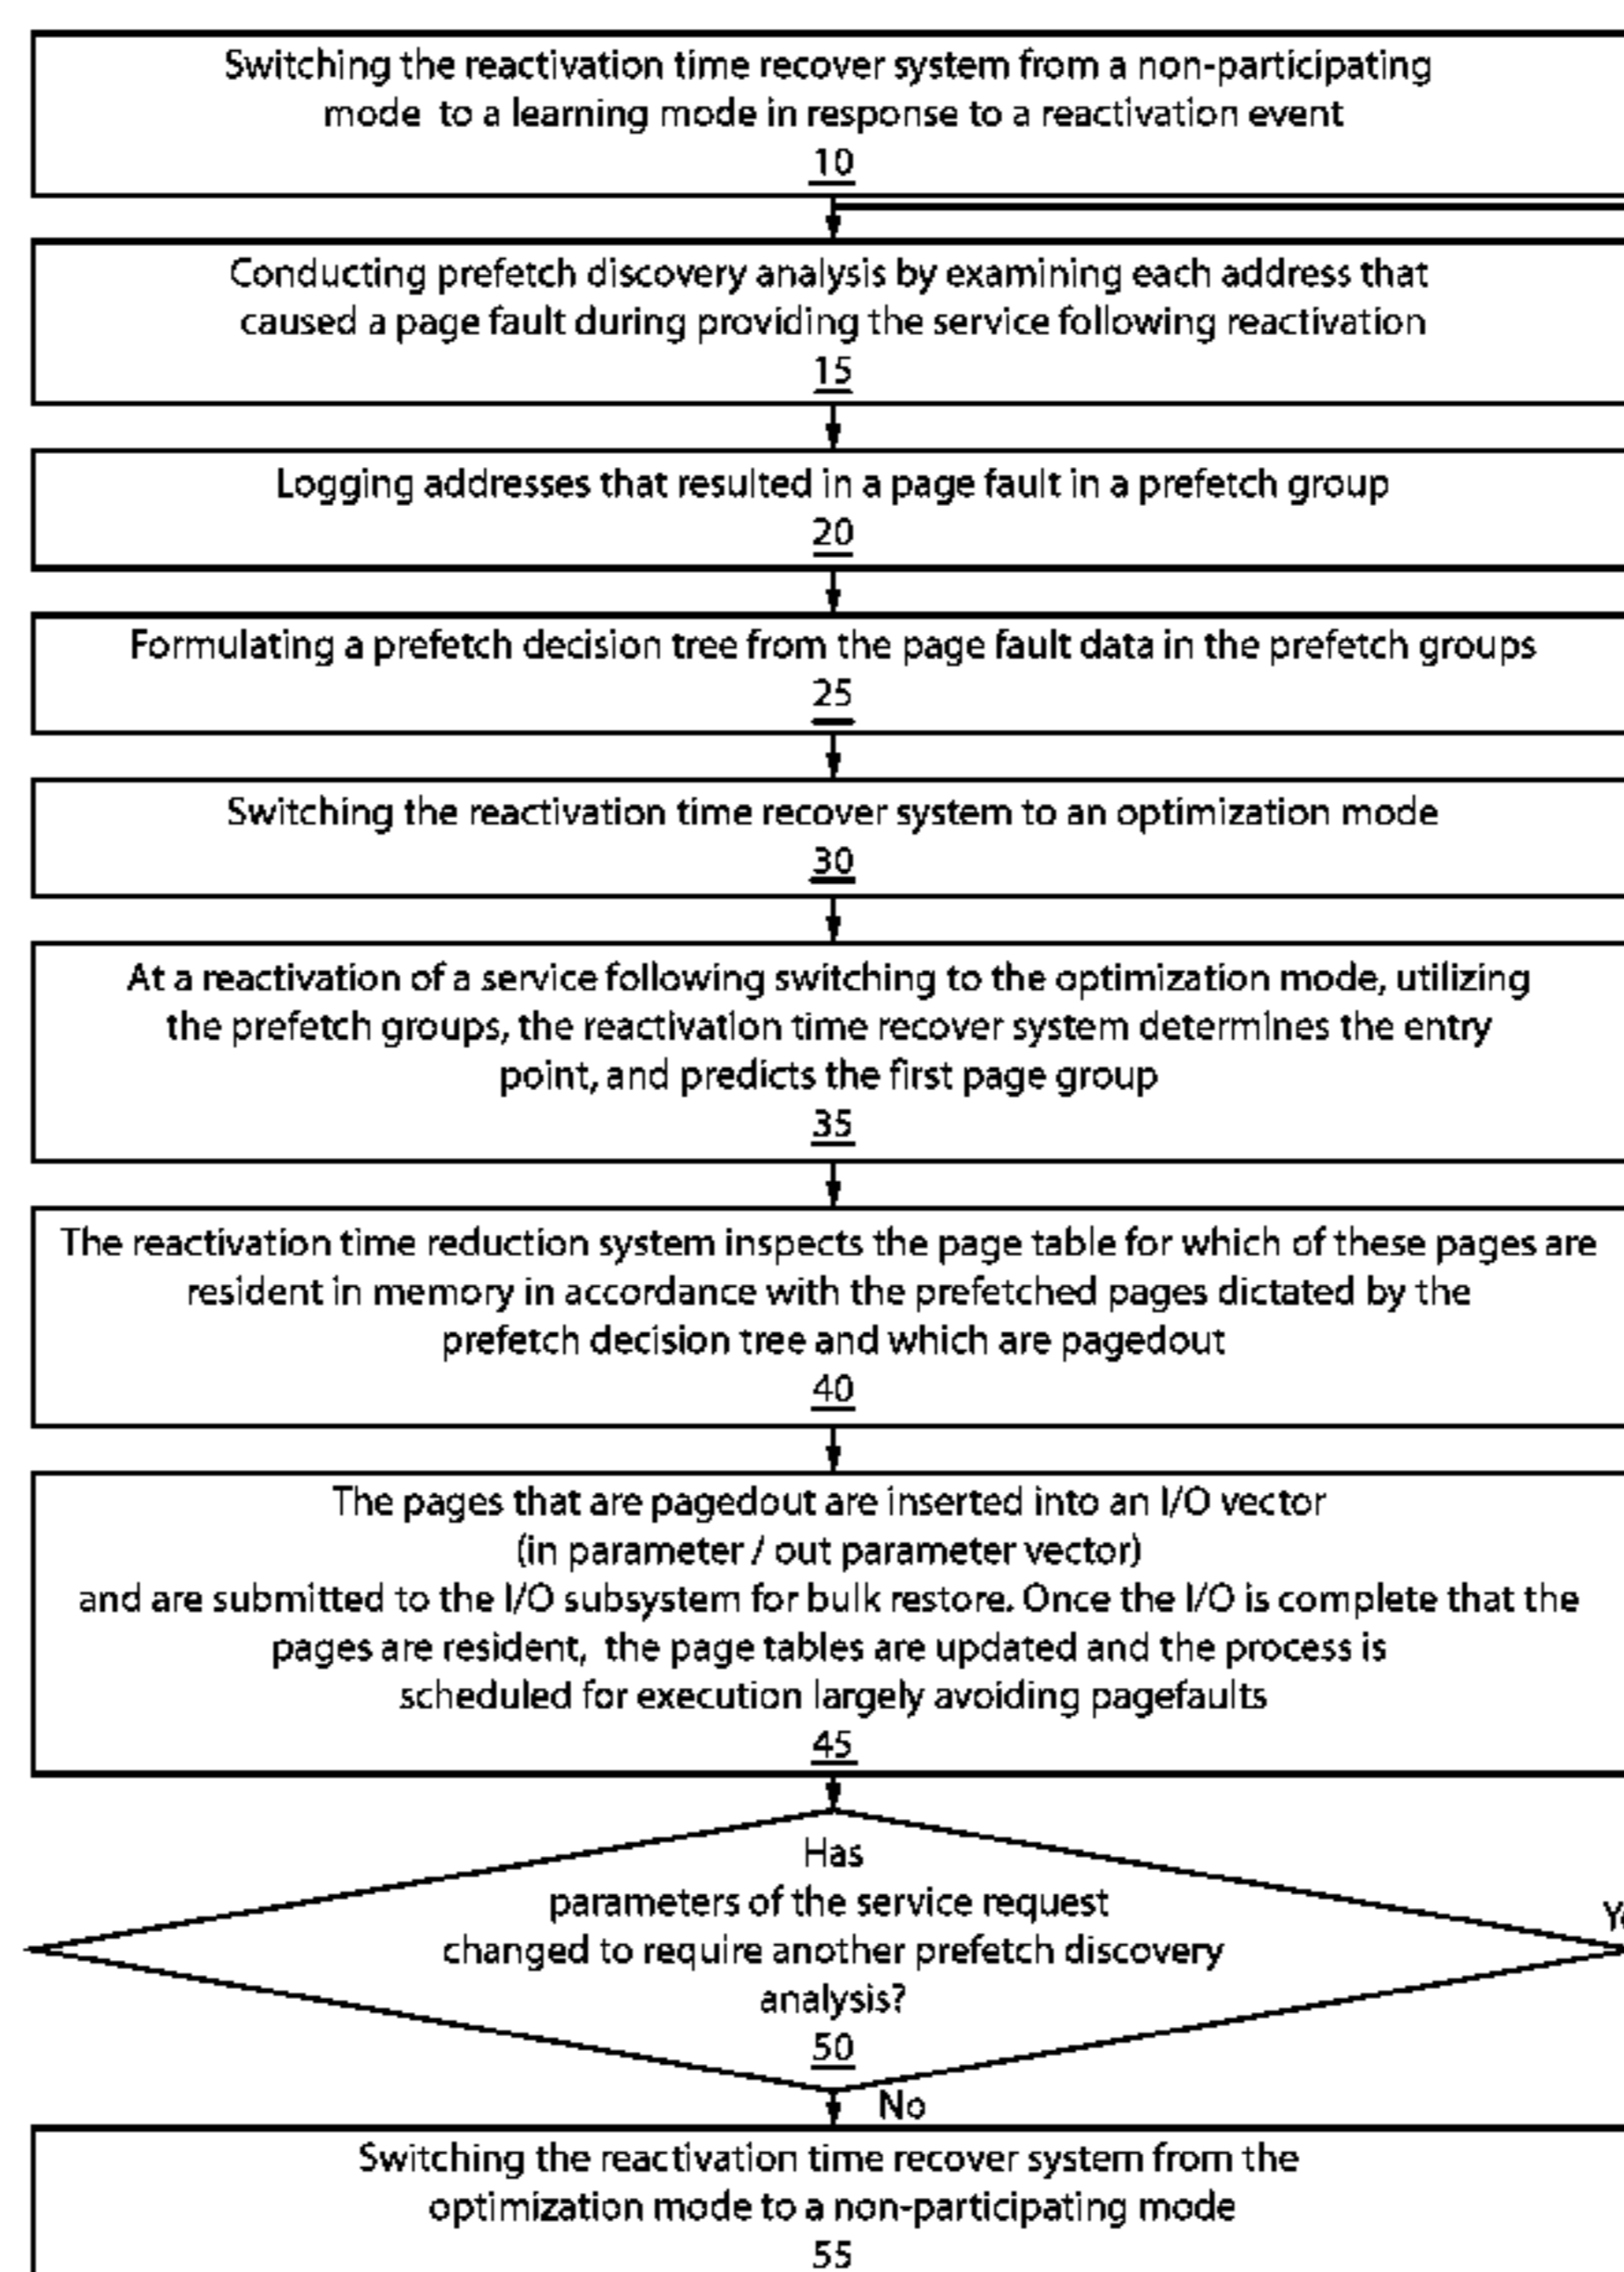 Switching the reactivation time recover system from a non-participating
mode to a learning mode in response to a reactivation event
10
Conducting prefetch discovery analysis by examining each address that
caused a page fault during providing the service following reactivation
15
Logging addresses that resulted in a page fault in a prefetch group
20
Formulating a prefetch decision tree from the page fault data in the prefetch groups
25
Switching the reactivation time recover system to an optimization mode
30
At a reactivation of a service following switching to the optimization mode, utilizing
the prefetch groups, the reactivation time recover system determines the entry
point, and predicts the first page group
35
The reactivation time reduction system inspects the page table for which of these pages are
resident in memory in accordance with the prefetched pages dictated by the
prefetch decision tree and which are pagedout
40
The pages that are pagedout are inserted into an I/O vector
(in parameter / out parameter vector)
and are submitted to the I/O subsystem for bulk restore. Once the I/O is complete that the
pages are resident, the page tables are updated and the process is
scheduled for execution largely avoiding pagefaults
45
Has
parameters of the service request
changed to require another prefetch discovery
analysis?
50
No
Switching the reactivation time recover system from the
optimization mode to a non-participating mode
55